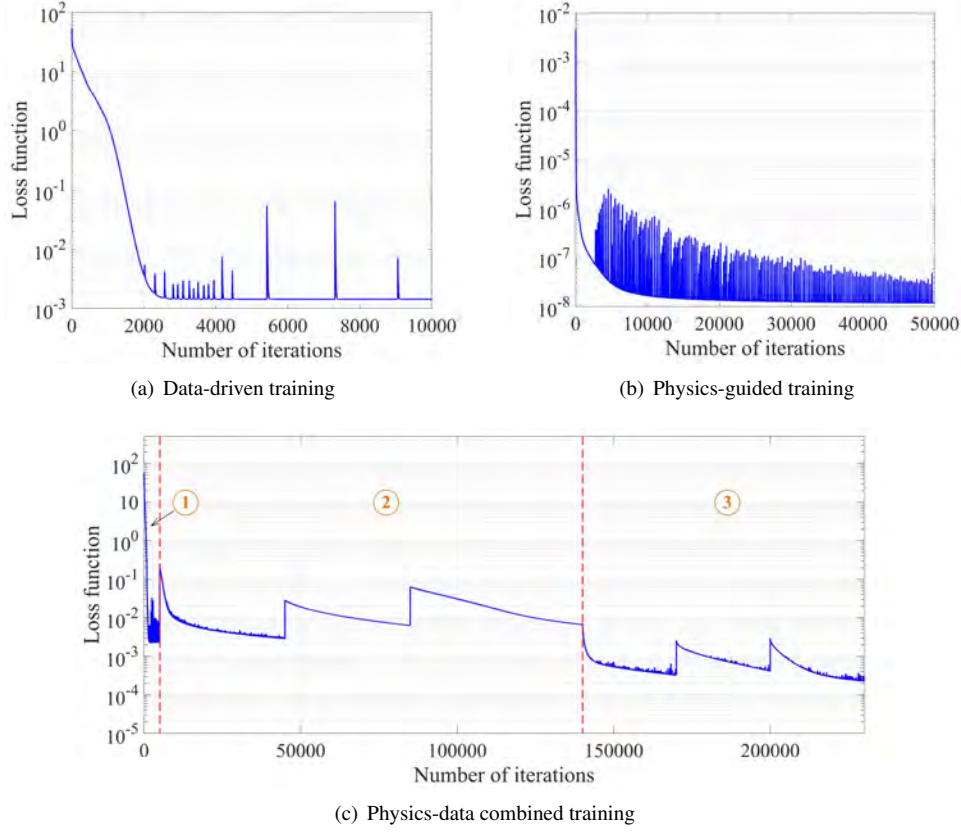 10^2
10^1
10^0
10^-1
10^-2
10^-3
Loss function
0 2000 4000 6000 8000 10000
Number of iterations
(a) Data-driven training
10^-2
10^-3
10^-4
10^-5
10^-6
10^-7
10^-8
Loss function
0 10000 20000 30000 40000 50000
Number of iterations
(b) Physics-guided training
10^2
10
10^0
10^-1
10^-2
10^-3
10^-4
10^-5
Loss function
1 2 3
0 50000 100000 150000 200000
Number of iterations
(c) Physics-data combined training